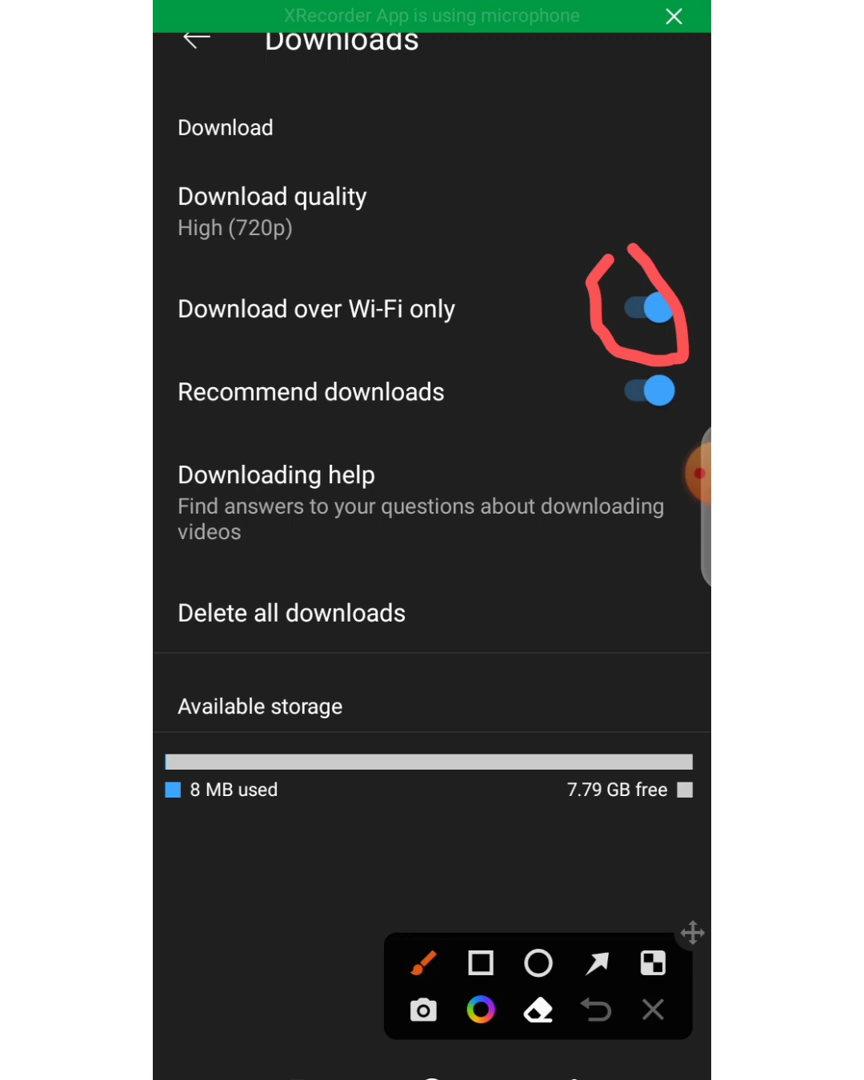 XRecorder App is using microphone
Downloads
Download
Download quality
High (720p)
Download over Wi-Fi only
Recommend downloads
Downloading help
Find answers to your questions about downloading
videos
Delete all downloads
Available storage
8 MB used
7.79 GB free